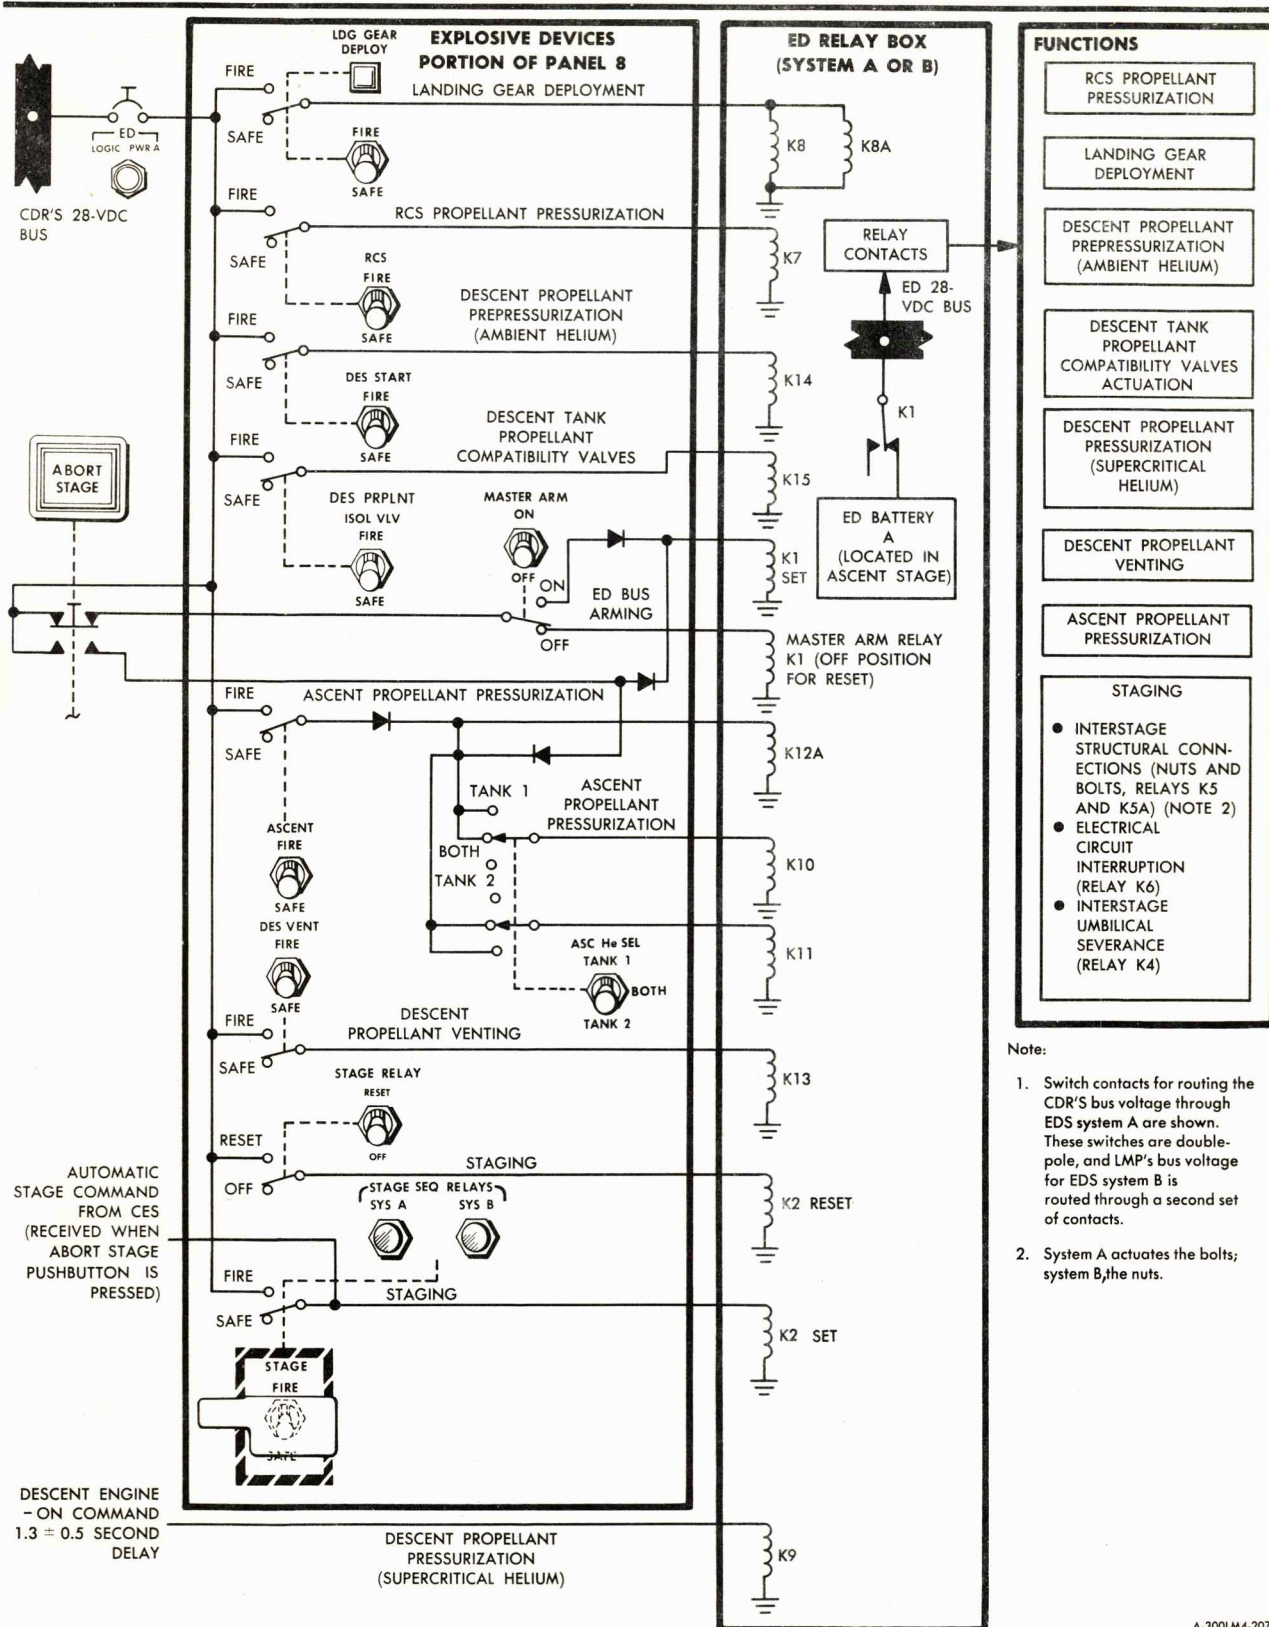 EXPLOSIVE DEVICES
PORTION OF PANEL 8
LDG GEAR
DEPLOY
FIRE
LANDING GEAR DEPLOYMENT
SAFE
FIRE
SAFE
ED
LOGIC PWR A
CDR'S 28-VDC
BUS
FIRE
RCS PROPELLANT PRESSURIZATION
SAFE
RCS
FIRE
SAFE
DESCENT PROPELLANT
PREPRESSURIZATION
(AMBIENT HELIUM)
FIRE
SAFE
DES START
FIRE
SAFE
DESCENT TANK
PROPELLANT
COMPATIBILITY VALVES
FIRE
SAFE
DES PRPLNT
ISOL VLV
FIRE
SAFE
ABORT
STAGE
MASTER ARM
ON
OFF
ON
ED BUS
ARMING
OFF
FIRE
ASCENT PROPELLANT PRESSURIZATION
SAFE
TANK 1
ASCENT
PROPELLANT
PRESSURIZATION
BOTH
TANK 2
ASCENT
FIRE
SAFE
DES VENT
FIRE
SAFE
ASC He SEL
TANK 1
BOTH
TANK 2
FIRE
DESCENT
PROPELLANT VENTING
SAFE
STAGE RELAY
RESET
OFF
RESET
STAGING
OFF
STAGE SEQ RELAYS
SYS A SYS B
AUTOMATIC
STAGE COMMAND
FROM CES
(RECEIVED WHEN
ABORT STAGE
PUSHBUTTON IS
PRESSED)
FIRE
STAGING
SAFE
STAGE
FIRE
SAFE
DESCENT ENGINE
- ON COMMAND
1.3 ± 0.5 SECOND
DELAY
DESCENT PROPELLANT
PRESSURIZATION
(SUPERCRITICAL HELIUM)
ED RELAY BOX
(SYSTEM A OR B)
K8
K8A
K7
RELAY
CONTACTS
ED 28-
VDC BUS
K14
K1
K15
ED BATTERY
A
(LOCATED IN
ASCENT STAGE)
K1
SET
MASTER ARM RELAY
K1 (OFF POSITION
FOR RESET)
K12A
K10
K11
K13
K2 RESET
K2 SET
K9
FUNCTIONS
RCS PROPELLANT
PRESSURIZATION
LANDING GEAR
DEPLOYMENT
DESCENT PROPELLANT
PREPRESSURIZATION
(AMBIENT HELIUM)
DESCENT TANK
PROPELLANT
COMPATIBILITY VALVES
ACTUATION
DESCENT PROPELLANT
PRESSURIZATION
(SUPERCRITICAL
HELIUM)
DESCENT PROPELLANT
VENTING
ASCENT PROPELLANT
PRESSURIZATION
STAGING
● INTERSTAGE
STRUCTURAL CONN-
ECTIONS (NUTS AND
BOLTS, RELAYS K5
AND K5A) (NOTE 2)
● ELECTRICAL
CIRCUIT
INTERRUPTION
(RELAY K6)
● INTERSTAGE
UMBILICAL
SEVERANCE
(RELAY K4)
Note:
1. Switch contacts for routing the
CDR'S bus voltage through
EDS system A are shown.
These switches are double-
pole, and LMP's bus voltage
for EDS system B is
routed through a second set
of contacts.
2. System A actuates the bolts;
system B,the nuts.
A-300LM4-207